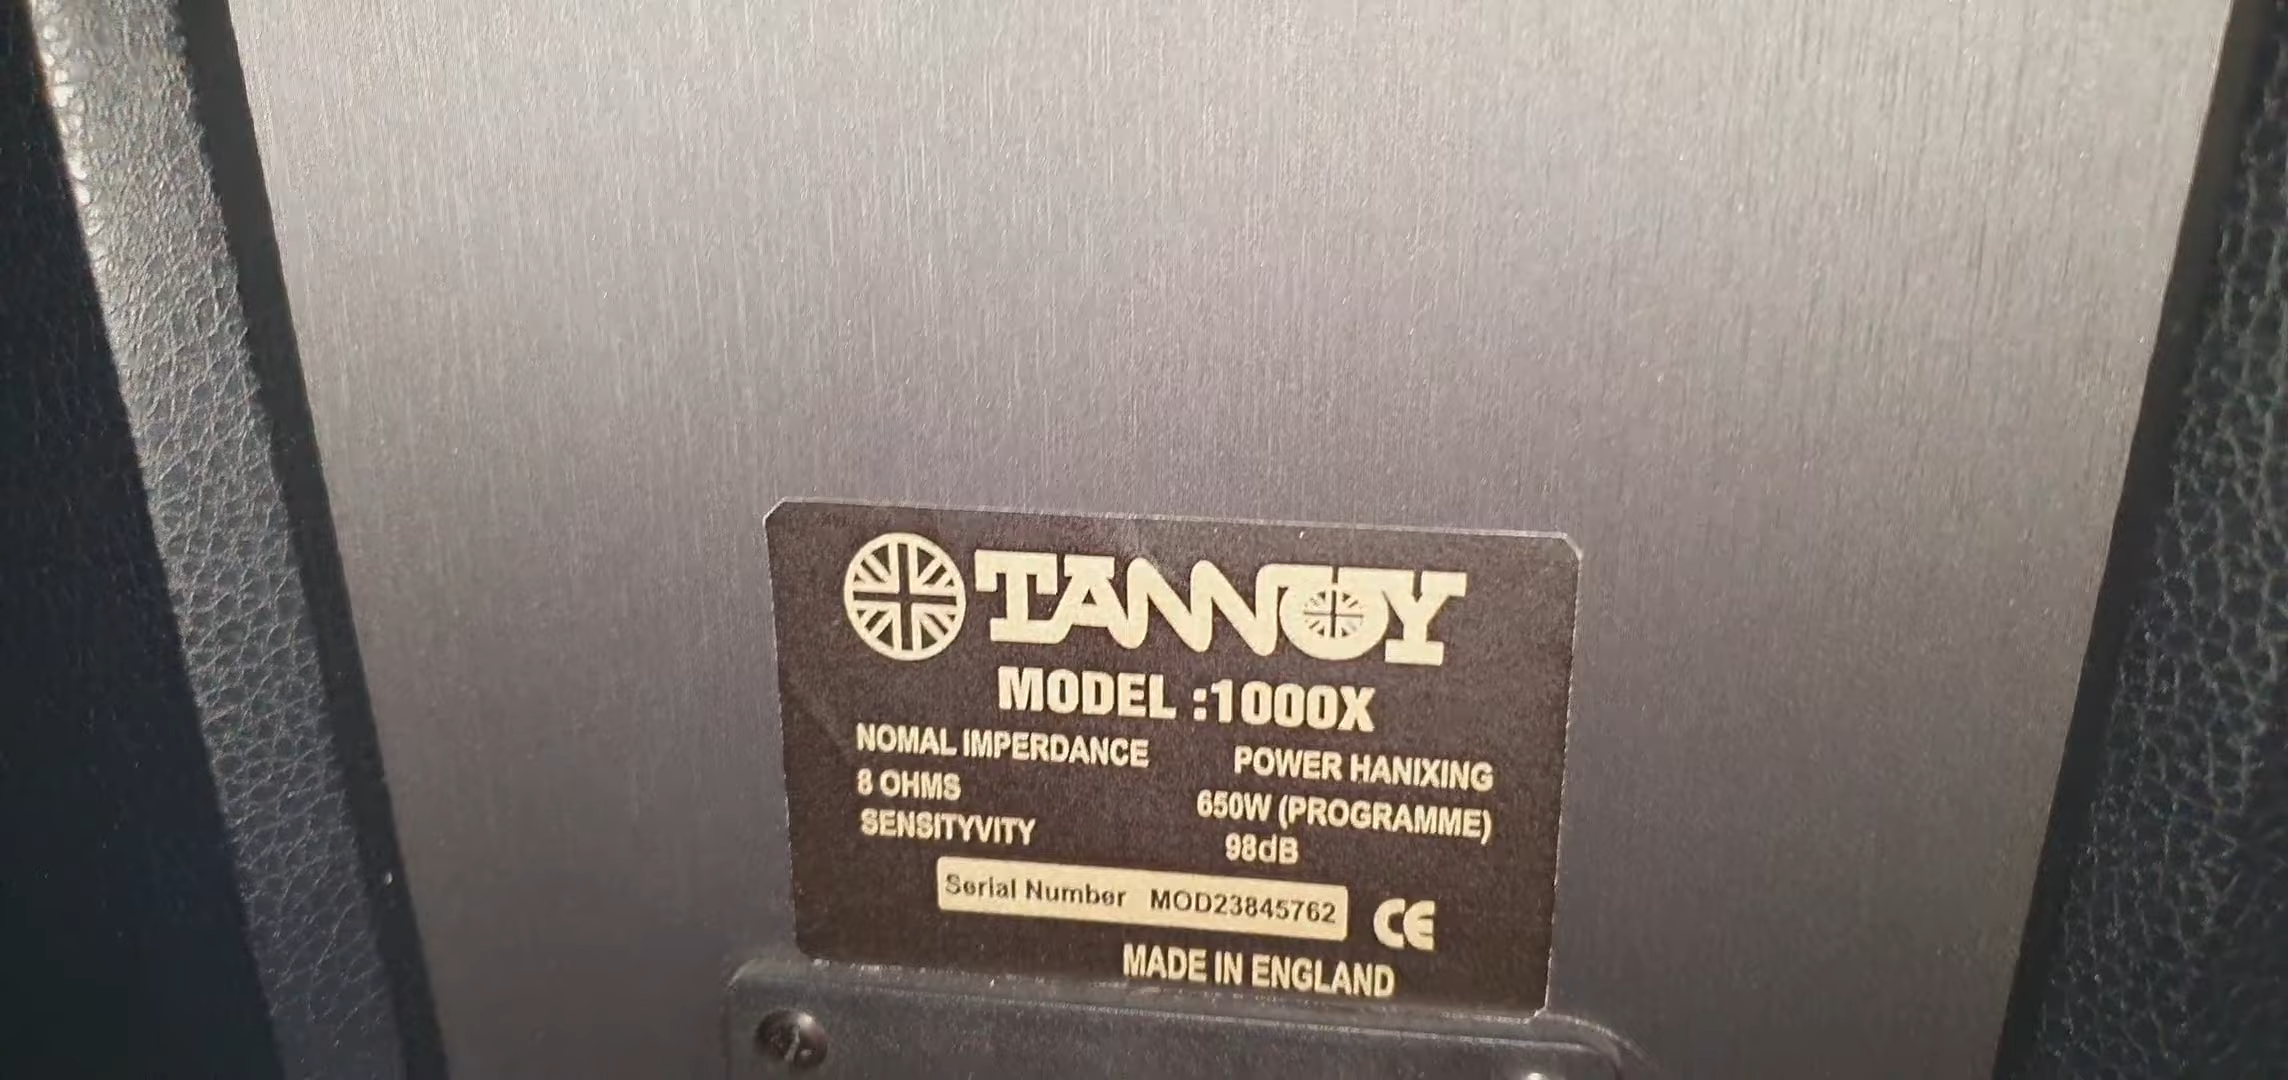 TANNOY
MODEL :1000X
NOMAL IMPERDANCE POWER HANIXING
8 OHMS 650W (PROGRAMME)
SENSITYVITY 98dB
Serial Number MOD23845762 CE
MADE IN ENGLAND